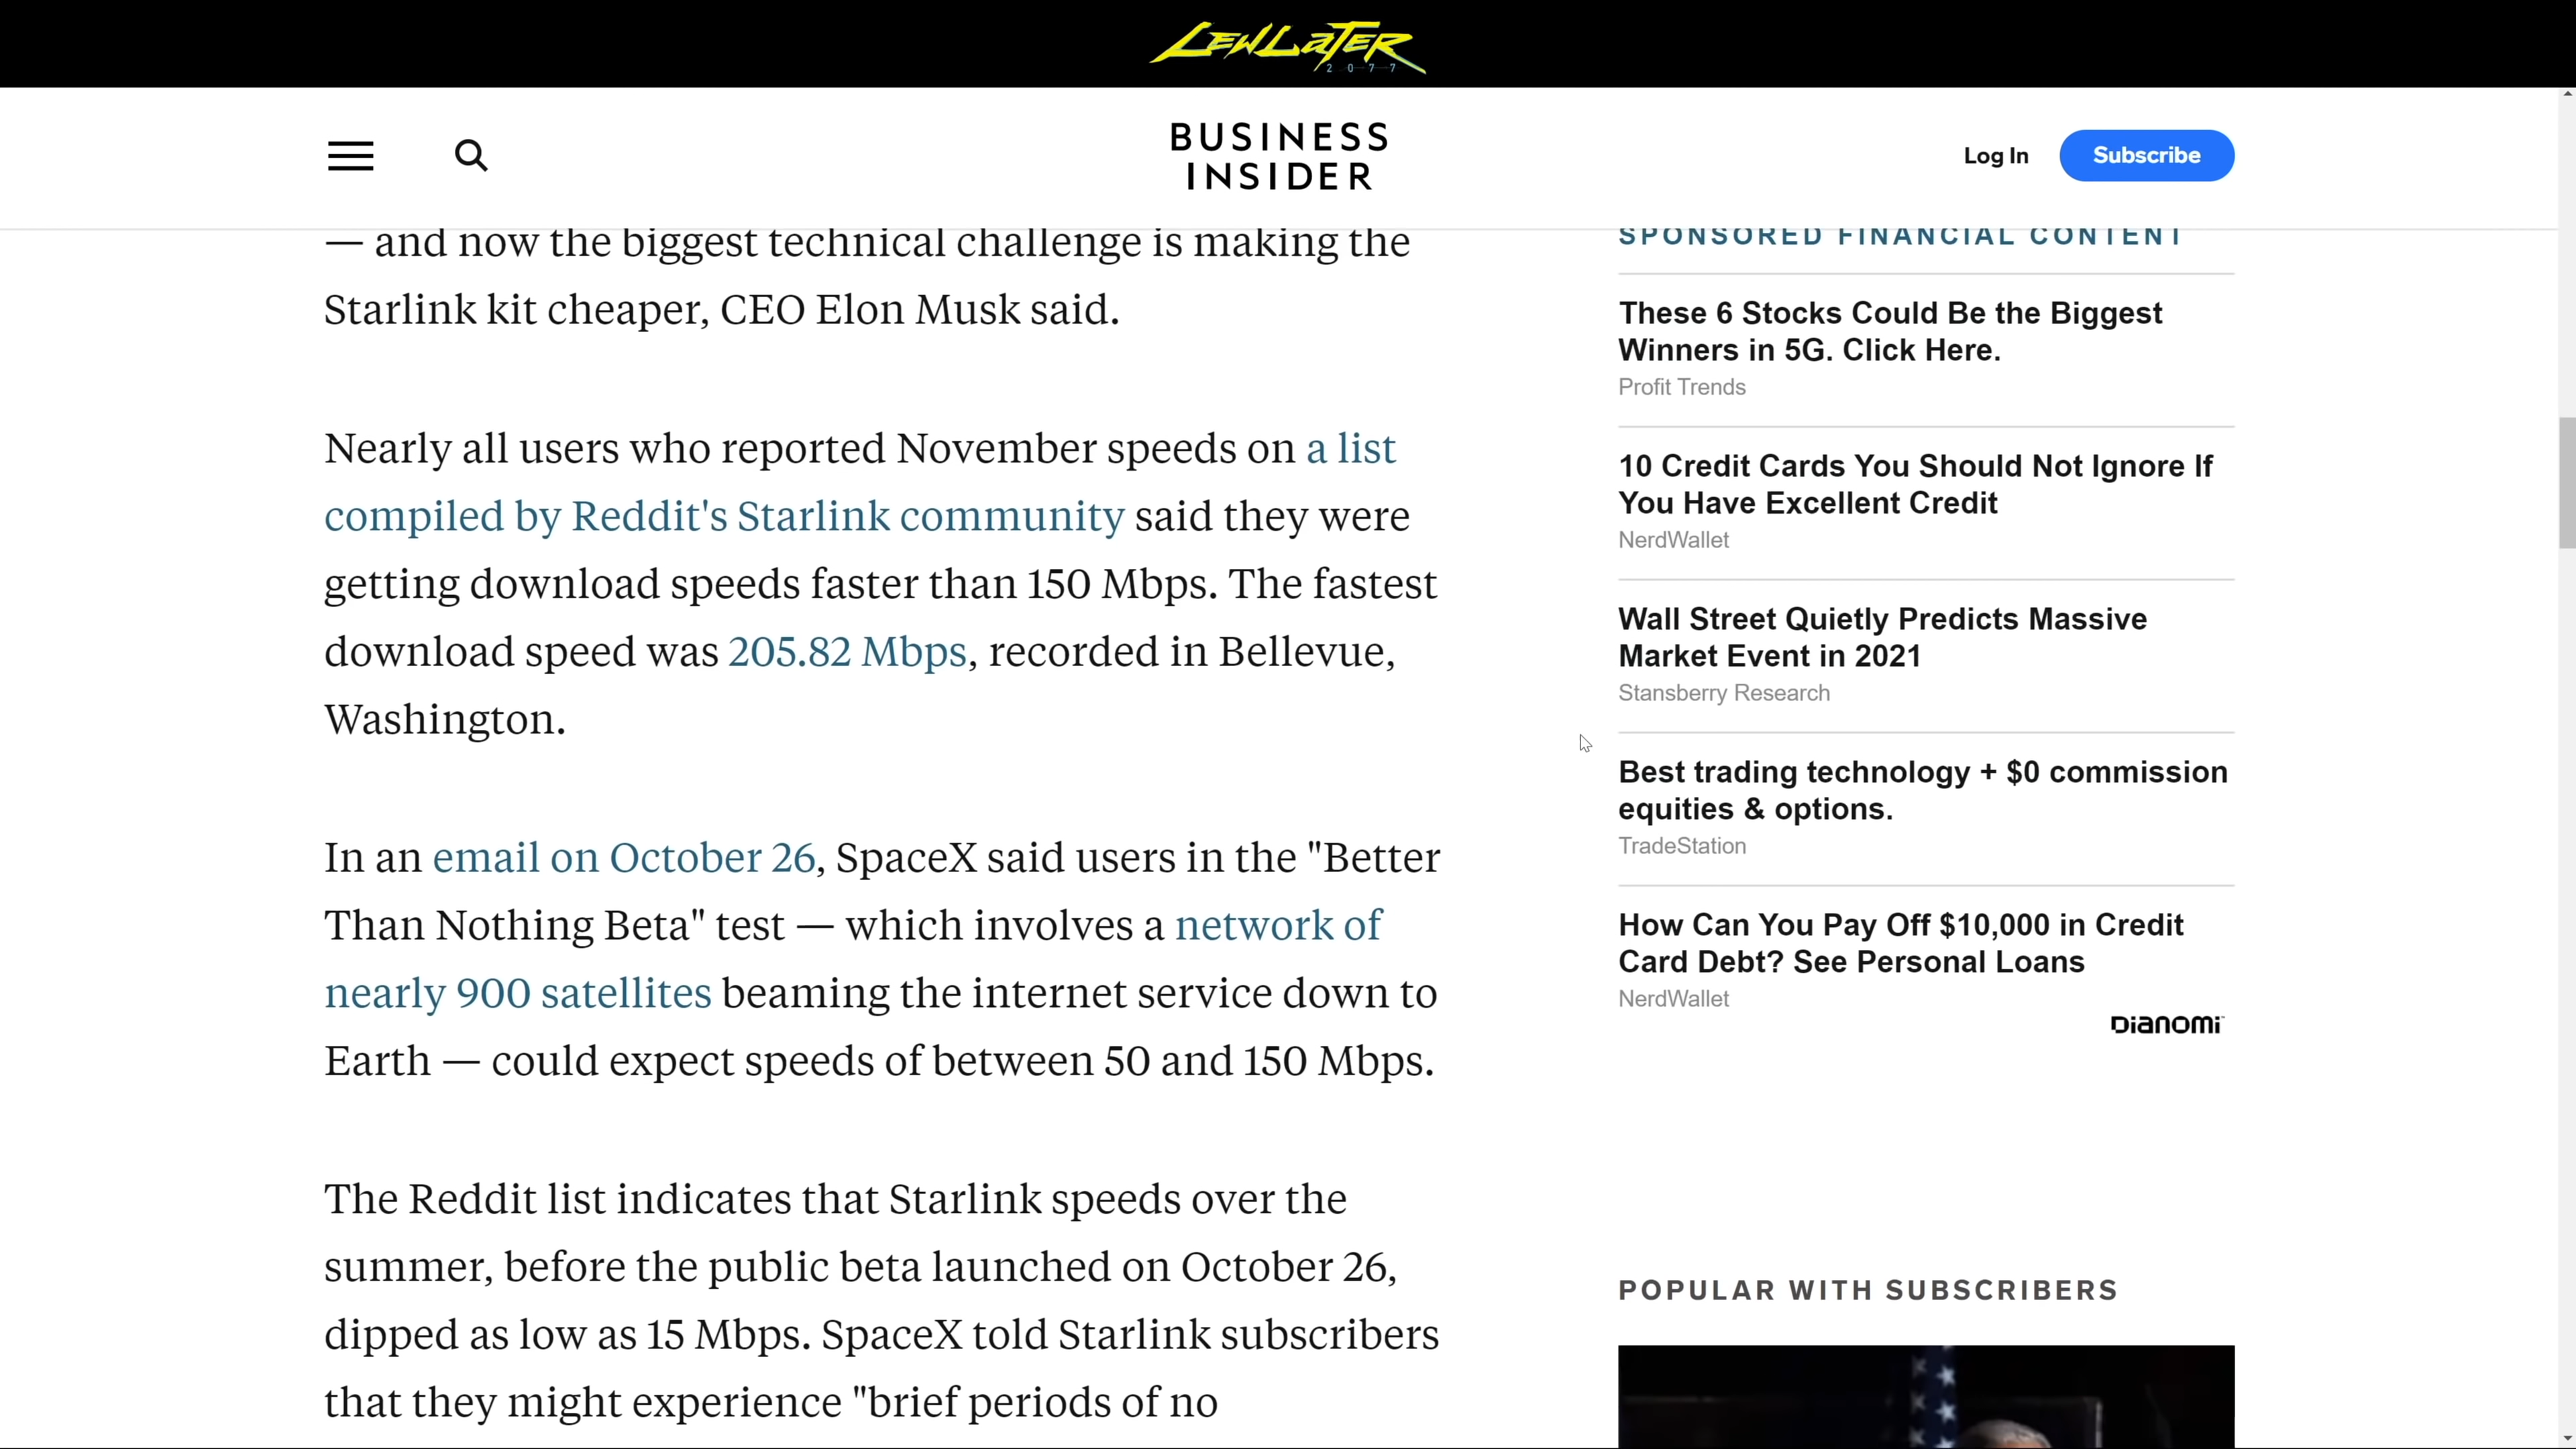 LEWLATER
2077
BUSINESS
INSIDER
Log In
Subscribe
— and now the biggest technical challenge is making the
Starlink kit cheaper, CEO Elon Musk said.
Nearly all users who reported November speeds on a list
compiled by Reddit's Starlink community said they were
getting download speeds faster than 150 Mbps. The fastest
download speed was 205.82 Mbps, recorded in Bellevue,
Washington.
In an email on October 26, SpaceX said users in the "Better
Than Nothing Beta" test — which involves a network of
nearly 900 satellites beaming the internet service down to
Earth — could expect speeds of between 50 and 150 Mbps.
The Reddit list indicates that Starlink speeds over the
summer, before the public beta launched on October 26,
dipped as low as 15 Mbps. SpaceX told Starlink subscribers
that they might experience "brief periods of no
SPONSORED FINANCIAL CONTENT
These 6 Stocks Could Be the Biggest
Winners in 5G. Click Here.
Profit Trends
10 Credit Cards You Should Not Ignore If
You Have Excellent Credit
NerdWallet
Wall Street Quietly Predicts Massive
Market Event in 2021
Stansberry Research
Best trading technology + $0 commission
equities & options.
TradeStation
How Can You Pay Off $10,000 in Credit
Card Debt? See Personal Loans
NerdWallet
DIANOMI
POPULAR WITH SUBSCRIBERS